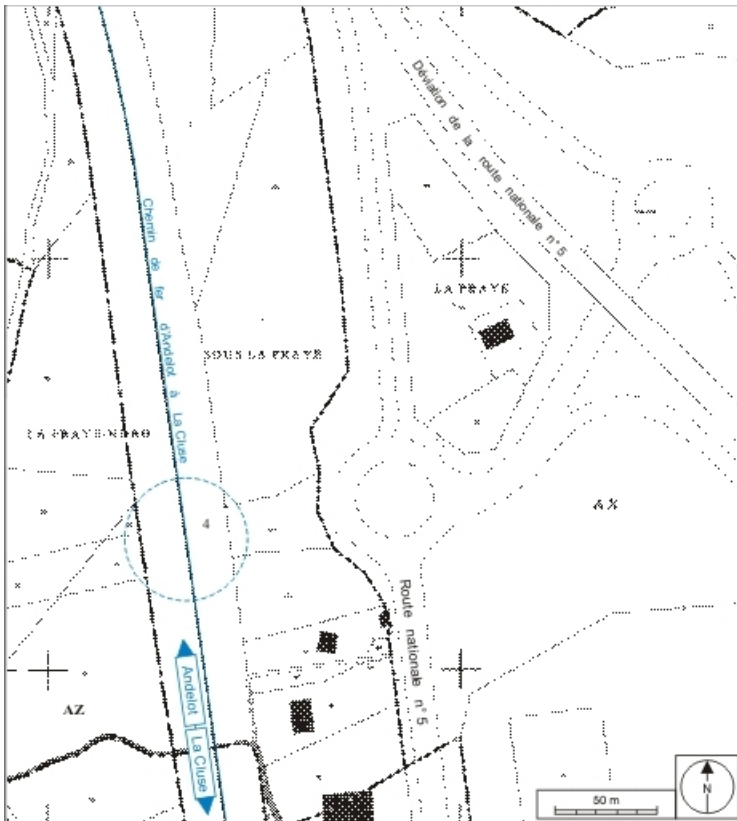 Déviation de la route nationale n° 5
Chemin de fer d'Andelot à La Cluse
LA FRAYE
SOUS LA FRAYE
LA FRAYE-NORD
4
AX
Route nationale n° 5
Andelot
La Cluse
AZ
50 m
N